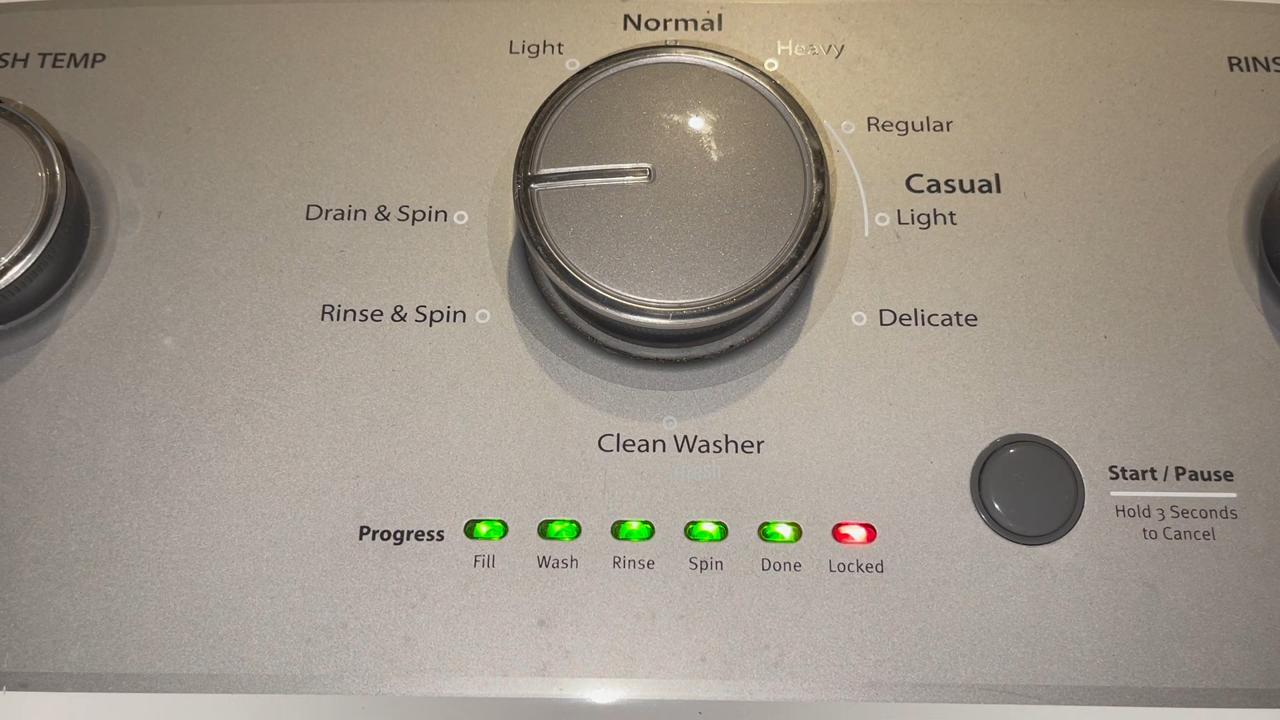 Normal
Light
Heavy
SH TEMP
RINS
Regular
Casual
Drain & Spin
Light
Rinse & Spin
Delicate
Clean Washer
Start / Pause
Hold 3 Seconds
to Cancel
Progress
Fill
Wash
Rinse
Spin
Done
Locked